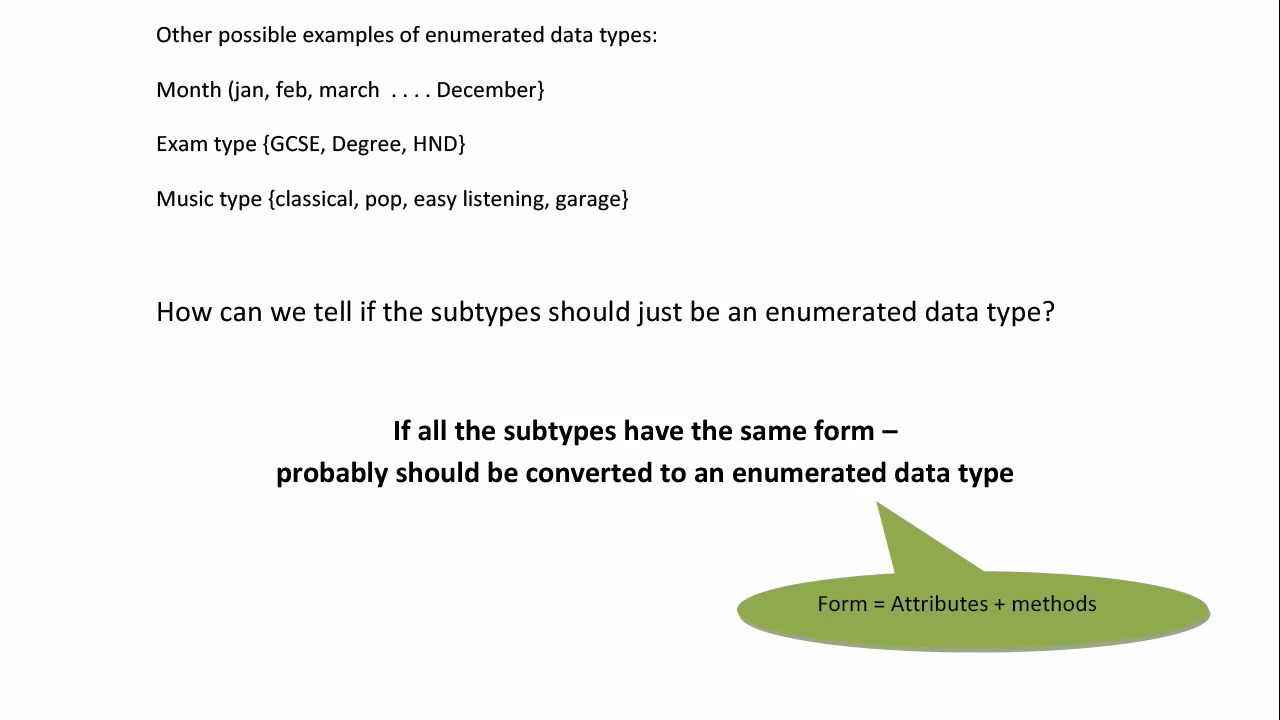 Other possible examples of enumerated data types:
Month (jan, feb, march . . . . December}
Exam type {GCSE, Degree, HND}
Music type {classical, pop, easy listening, garage}
How can we tell if the subtypes should just be an enumerated data type?
If all the subtypes have the same form –
probably should be converted to an enumerated data type
Form = Attributes + methods